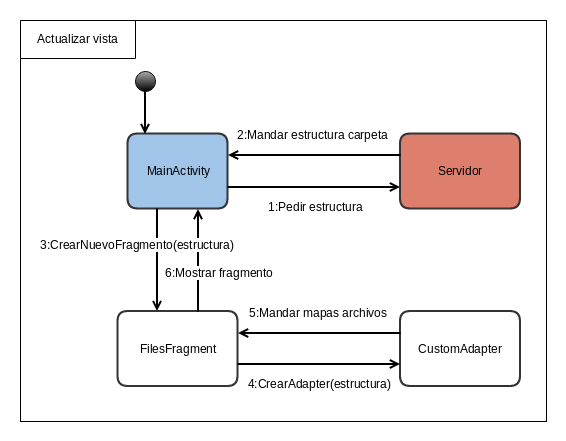 Actualizar vista
2:Mandar estructura carpeta
MainActivity
Servidor
1:Pedir estructura
3:CrearNuevoFragmento(estructura)
6:Mostrar fragmento
5:Mandar mapas archivos
FilesFragment
CustomAdapter
4:CrearAdapter(estructura)